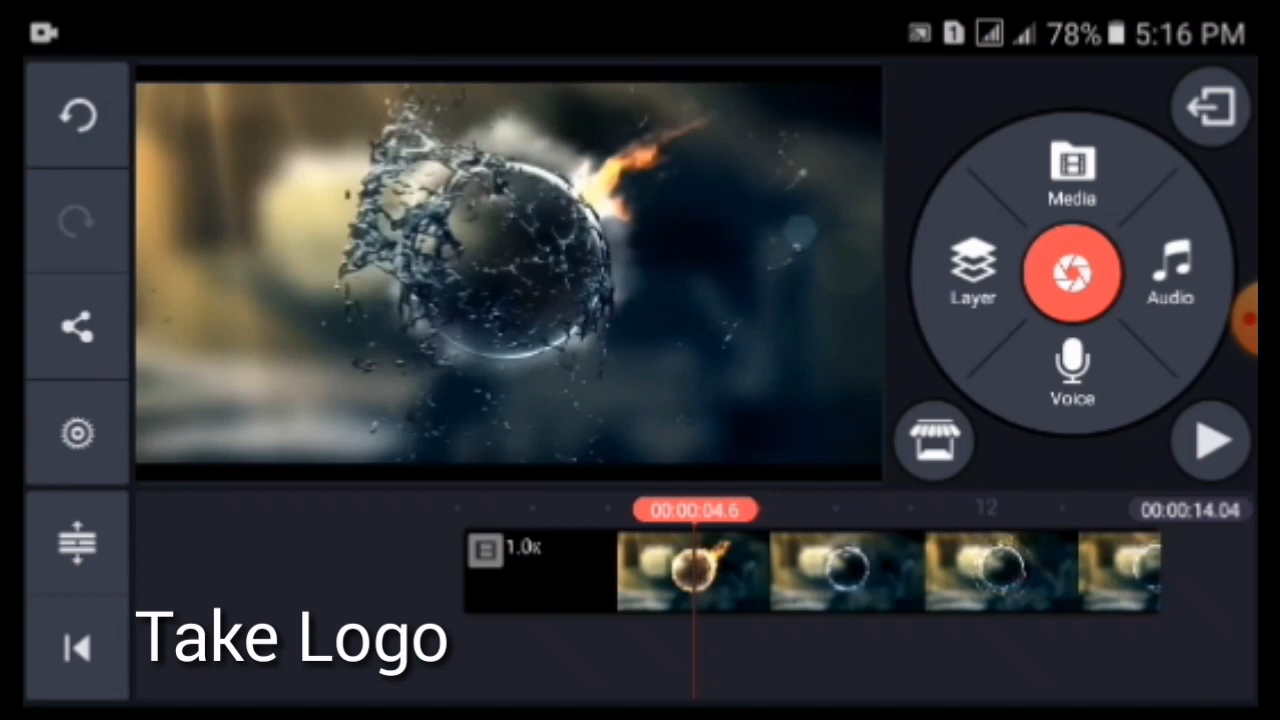 1 78% 5:16 PM
Media
Layer
Audio
Voice
00:00:04.6
12
00:00:14.04
1.0x
Take Logo